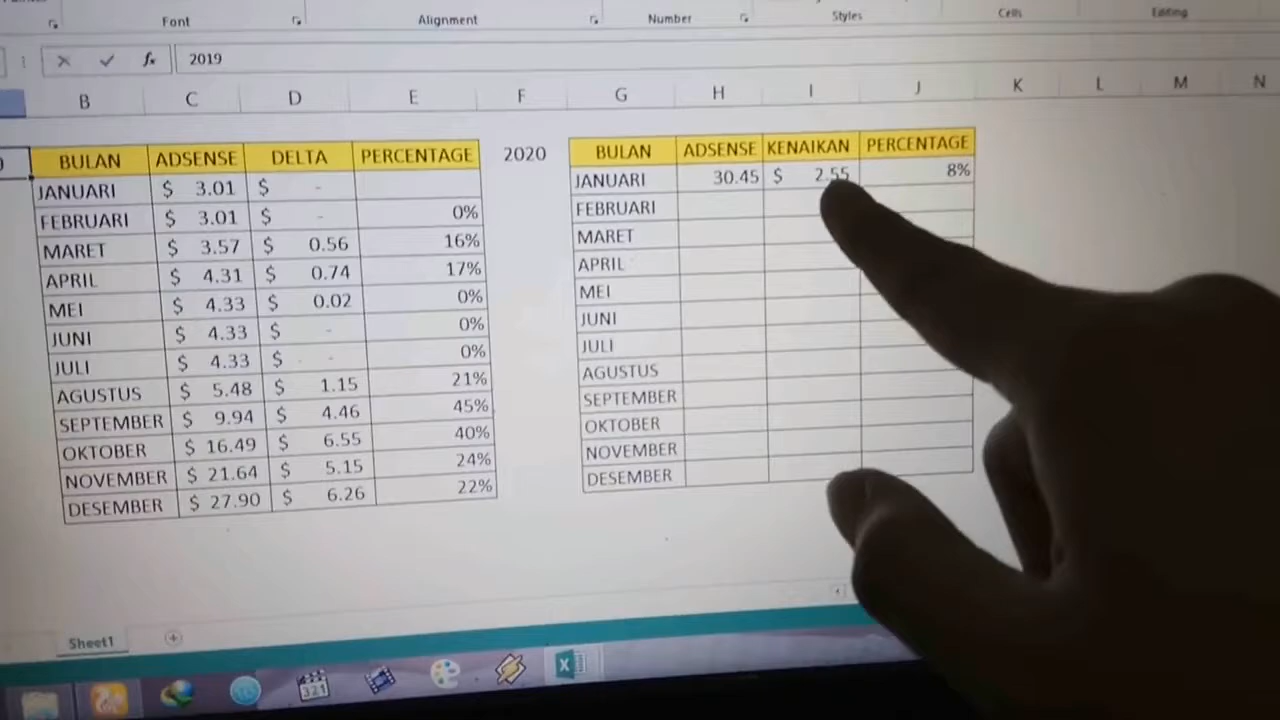 Font Alignment Number Styles Cells Editing
fx 2019
B C D E F G H I J K L M N
BULAN ADSENSE DELTA PERCENTAGE 2020 BULAN ADSENSE KENAIKAN PERCENTAGE
JANUARI $ 3.01 $ - JANUARI 30.45 $ 2.55 8%
FEBRUARI $ 3.01 $ - 0% FEBRUARI
MARET $ 3.57 $ 0.56 16% MARET
APRIL $ 4.31 $ 0.74 17% APRIL
MEI $ 4.33 $ 0.02 0% MEI
JUNI $ 4.33 $ - 0% JUNI
JULI $ 4.33 $ - 0% JULI
AGUSTUS $ 5.48 $ 1.15 21% AGUSTUS
SEPTEMBER $ 9.94 $ 4.46 45% SEPTEMBER
OKTOBER $ 16.49 $ 6.55 40% OKTOBER
NOVEMBER $ 21.64 $ 5.15 24% NOVEMBER
DESEMBER $ 27.90 $ 6.26 22% DESEMBER
Sheet1
321